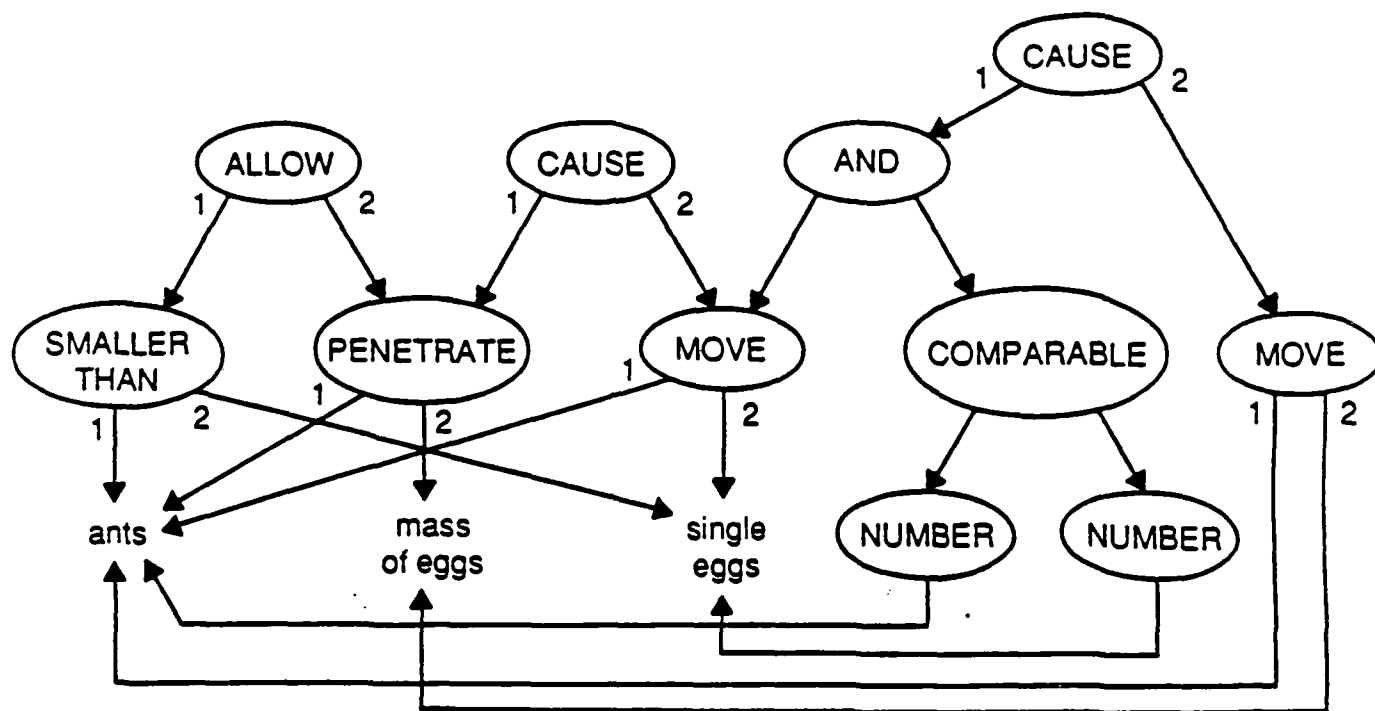 CAUSE
1 2
ALLOW CAUSE AND
1 2 1 2
SMALLER
THAN
PENETRATE MOVE COMPARABLE MOVE
1 2 1 2 1 2 1 2
ants
mass
of eggs
single
eggs
NUMBER NUMBER